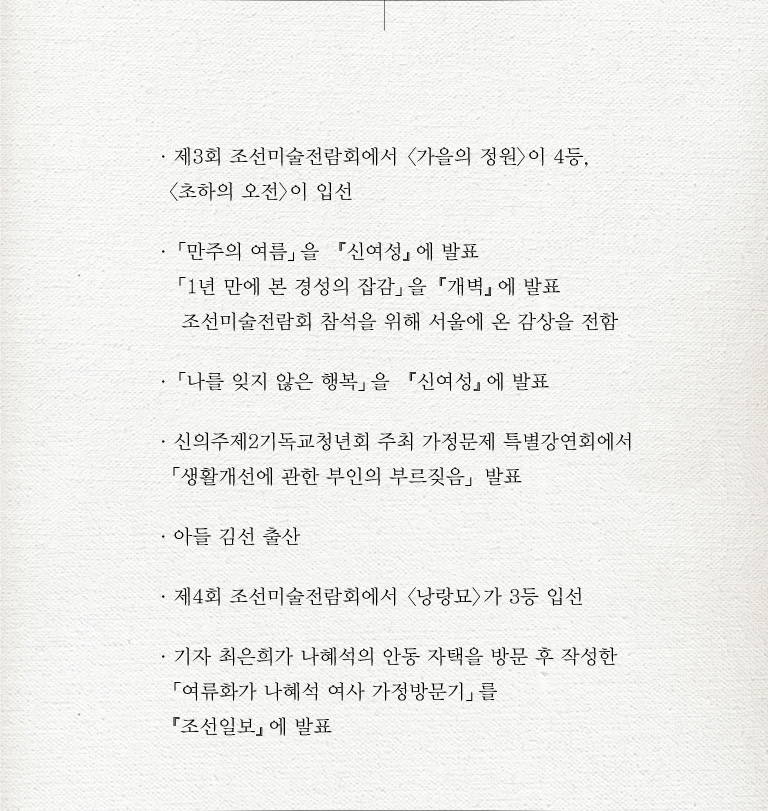 · 제3회 조선미술전람회에서 〈가을의 정원〉이 4등,
〈초하의 오전〉이 입선
· 「만주의 여름」을 『신여성』에 발표
「1년 만에 본 경성의 잡감」을 『개벽』에 발표
조선미술전람회 참석을 위해 서울에 온 감상을 전함
· 「나를 잊지 않은 행복」을 『신여성』에 발표
· 신의주제2기독교청년회 주최 가정문제 특별강연회에서
「생활개선에 관한 부인의 부르짖음」 발표
· 아들 김선 출산
· 제4회 조선미술전람회에서 〈낭랑묘〉가 3등 입선
· 기자 최은희가 나혜석의 안동 자택을 방문 후 작성한
「여류화가 나혜석 여사 가정방문기」를
『조선일보』에 발표